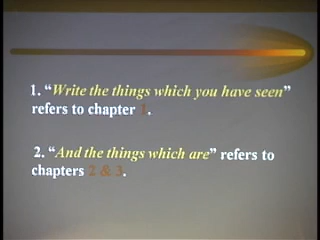 1. “Write the things which you have seen”
refers to chapter 1.
2. “And the things which are” refers to
chapters 2 & 3.